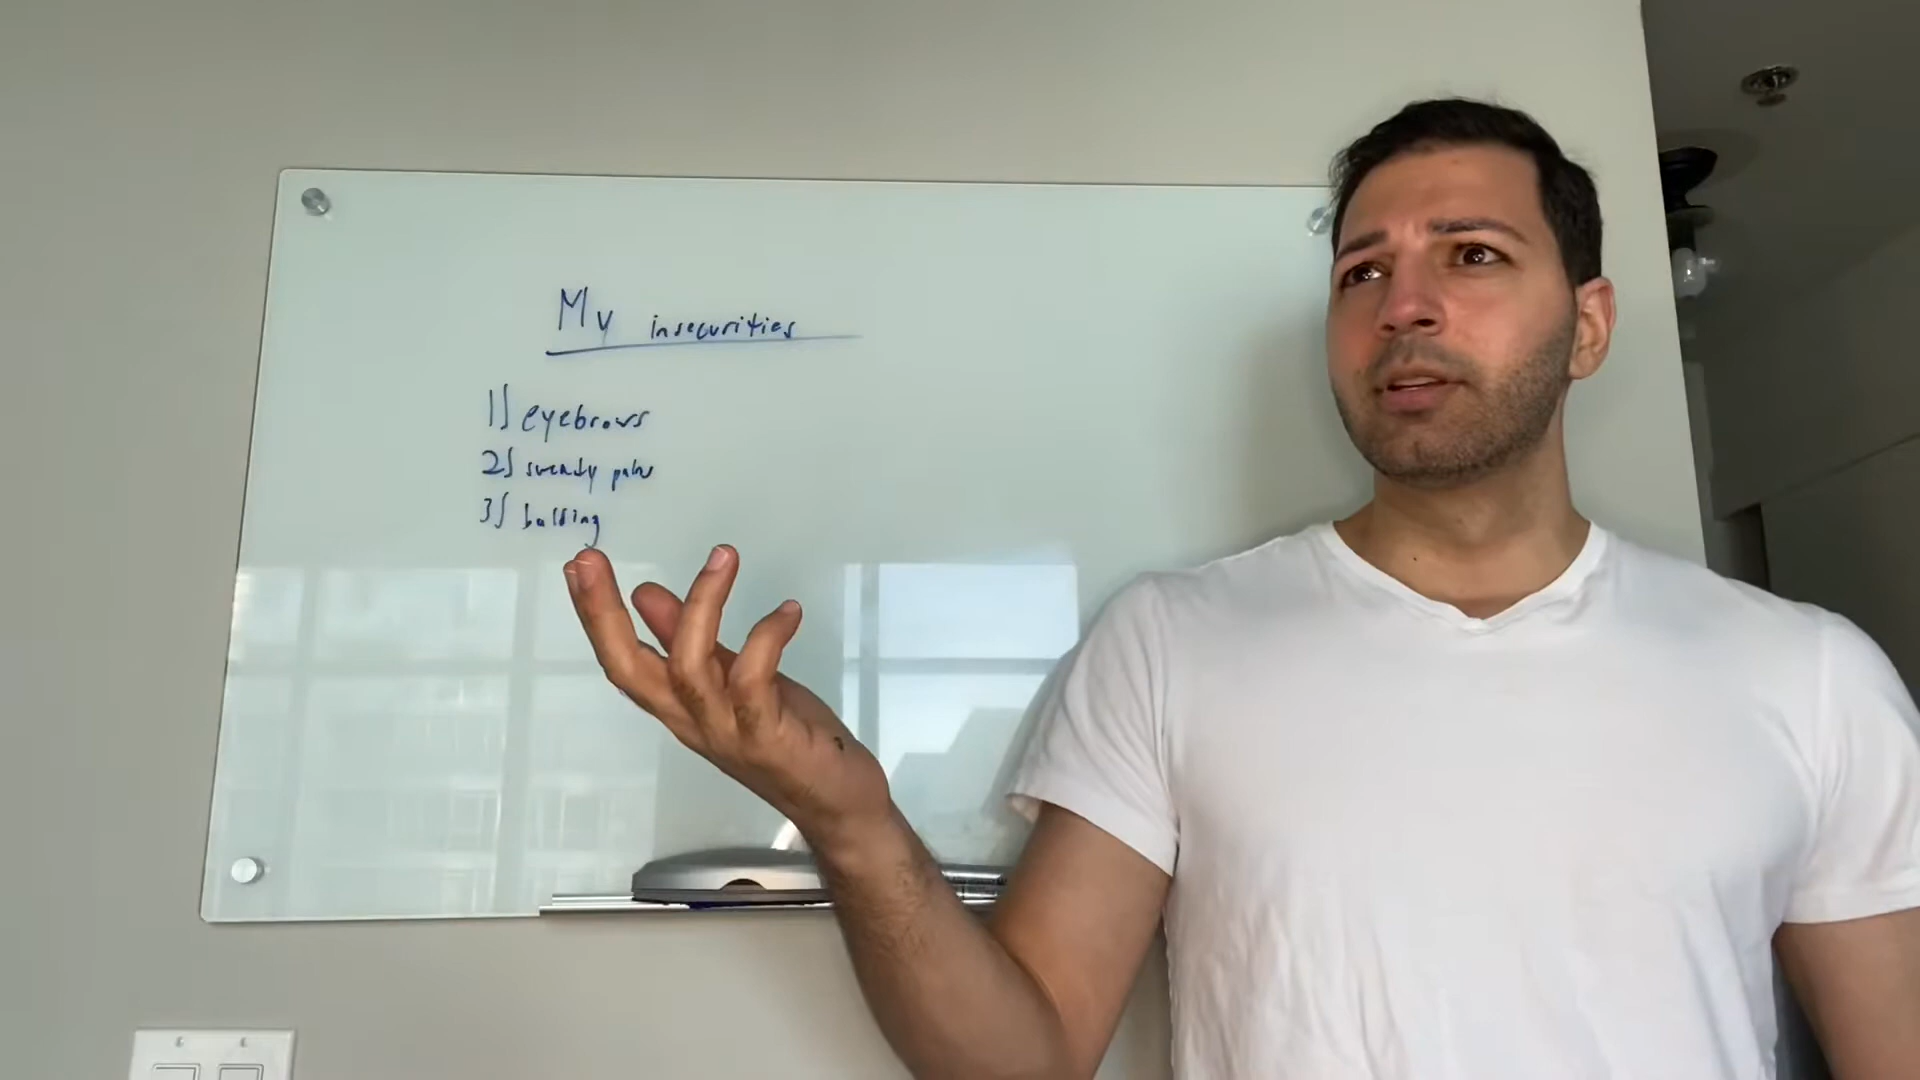 My insecurities
1) eyebrows
2) sweaty palms
3) balding